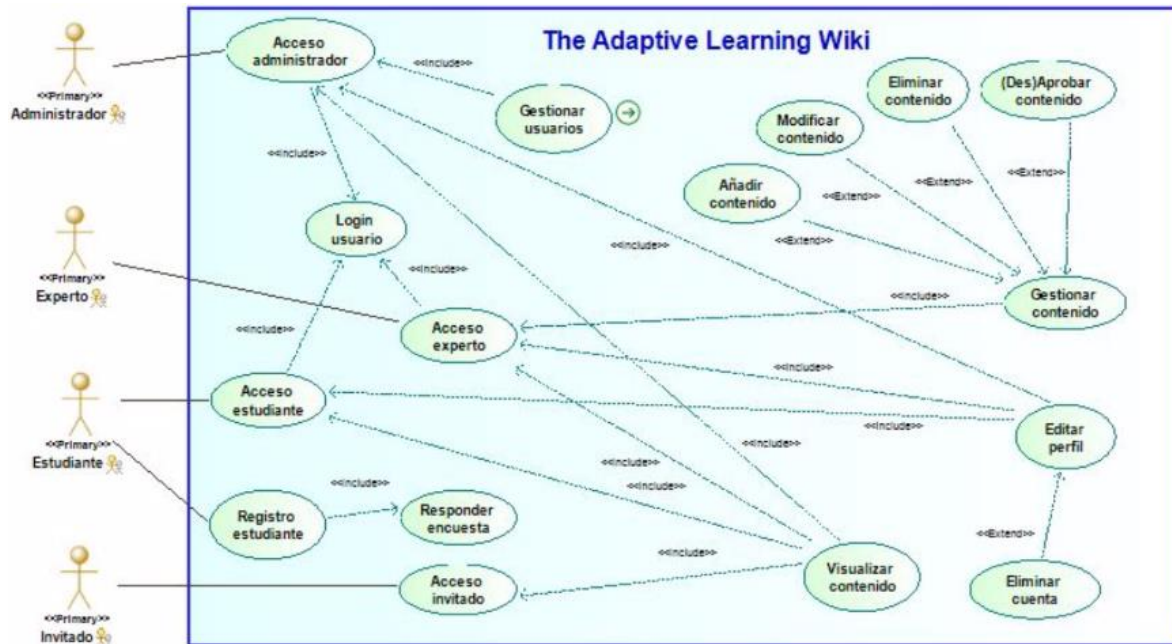 The Adaptive Learning Wiki
Acceso
administrador
<<Include>>
Gestionar
usuarios
Eliminar
contenido
(Des)Aprobar
contenido
Modificar
contenido
Añadir
contenido
<<Primary>>
Administrador
<<Include>>
<<Extend>>
<<Extend>>
<<Extend>>
<<Extend>>
Login
usuario
<<Include>>
<<Primary>>
Experto
<<Include>>
<<Include>>
Gestionar
contenido
Acceso
experto
<<Include>>
<<Include>>
Acceso
estudiante
<<Include>>
Editar
perfil
<<Primary>>
Estudiante
<<Include>>
<<Include>>
<<Include>>
<<Include>>
Registro
estudiante
Responder
encuesta
<<Extend>>
<<Include>>
Visualizar
contenido
Eliminar
cuenta
Acceso
invitado
<<Primary>>
Invitado